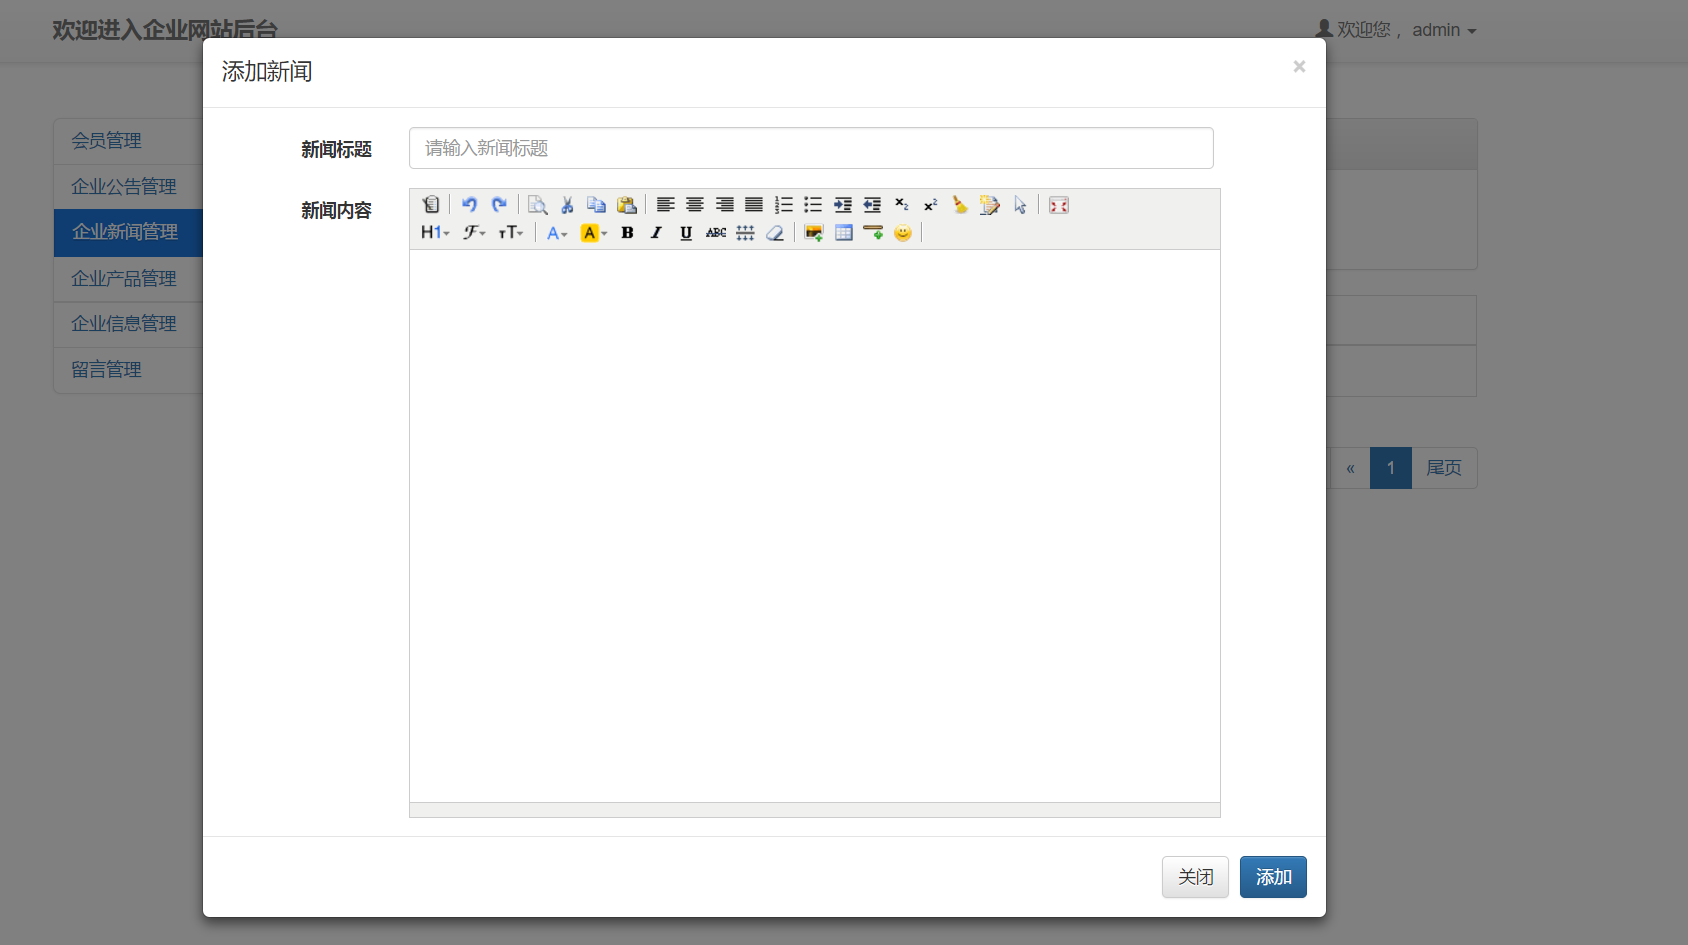 欢迎进入企业网站后台
欢迎您， admin
添加新闻
×
会员管理
企业公告管理
企业新闻管理
企业产品管理
企业信息管理
留言管理
新闻标题
请输入新闻标题
新闻内容
H1 F TT A A B I U ABC
« 1 尾页
关闭 添加